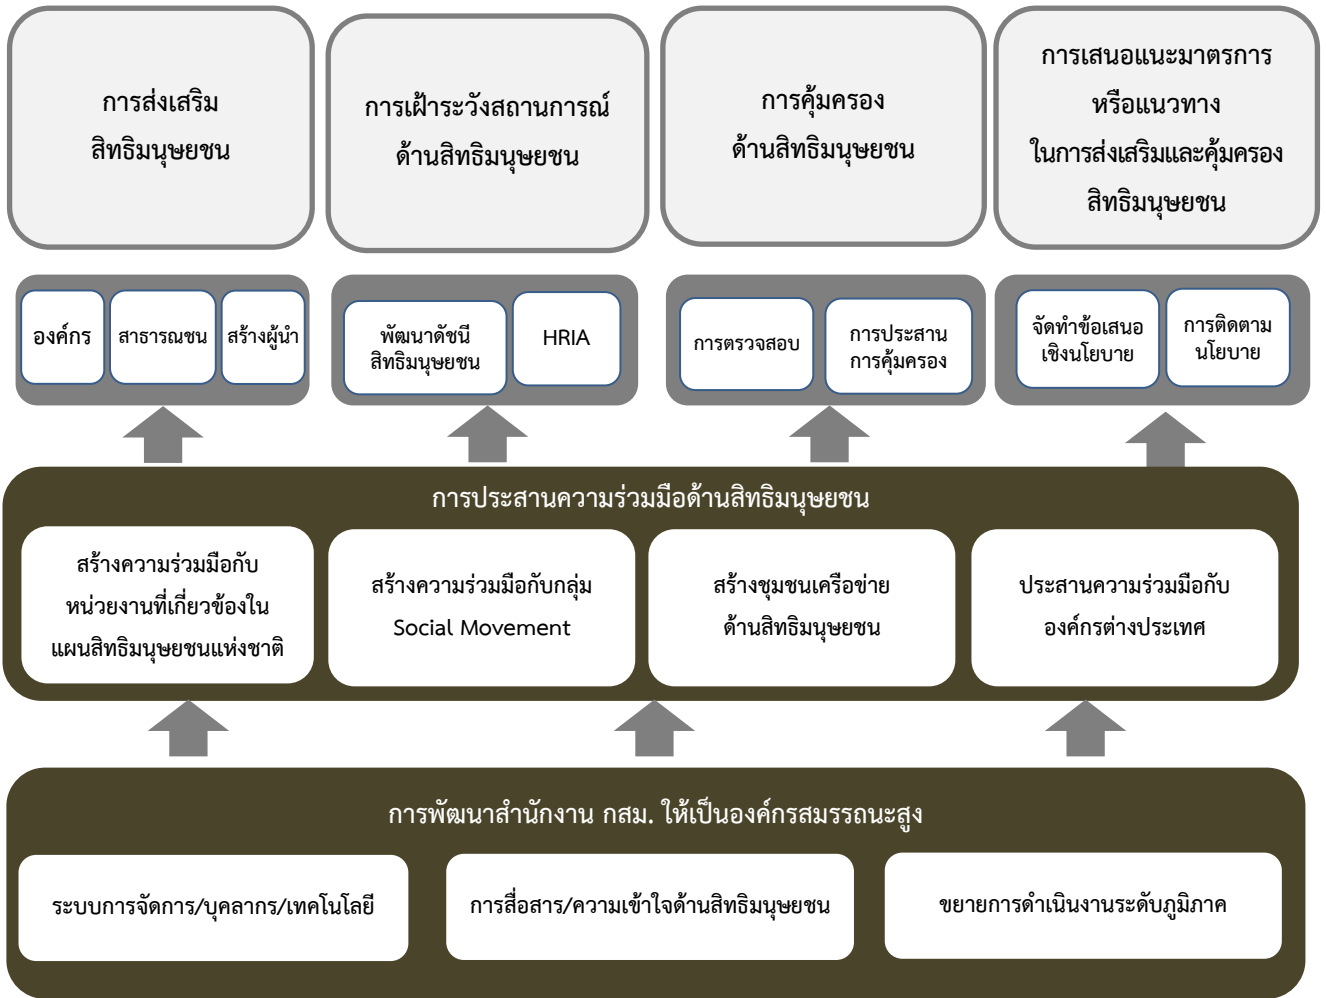 การส่งเสริม
สิทธิมนุษยชน
การเฝ้าระวังสถานการณ์
ด้านสิทธิมนุษยชน
การคุ้มครอง
ด้านสิทธิมนุษยชน
การเสนอแนะมาตรการ
หรือแนวทาง
ในการส่งเสริมและคุ้มครอง
สิทธิมนุษยชน
องค์กร
สาธารณชน
สร้างผู้นำ
พัฒนาดัชนี
สิทธิมนุษยชน
HRIA
การตรวจสอบ
การประสาน
การคุ้มครอง
จัดทำข้อเสนอ
เชิงนโยบาย
การติดตาม
นโยบาย
การประสานความร่วมมือด้านสิทธิมนุษยชน
สร้างความร่วมมือกับ
หน่วยงานที่เกี่ยวข้องใน
แผนสิทธิมนุษยชนแห่งชาติ
สร้างความร่วมมือกับกลุ่ม
Social Movement
สร้างชุมชนเครือข่าย
ด้านสิทธิมนุษยชน
ประสานความร่วมมือกับ
องค์กรต่างประเทศ
การพัฒนาสำนักงาน กสม. ให้เป็นองค์กรสมรรถนะสูง
ระบบการจัดการ/บุคลากร/เทคโนโลยี
การสื่อสาร/ความเข้าใจด้านสิทธิมนุษยชน
ขยายการดำเนินงานระดับภูมิภาค